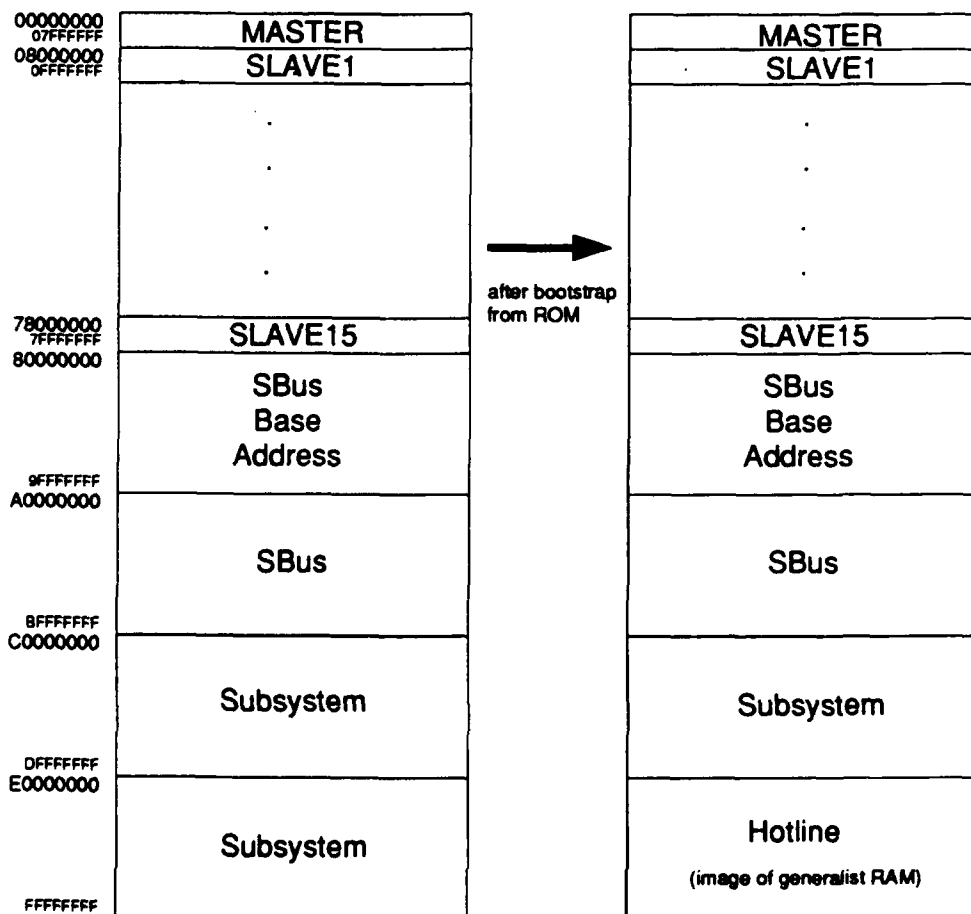 00000000
07FFFFFF
08000000
0FFFFFFF
MASTER
SLAVE1
78000000
7FFFFFFF
80000000
SLAVE15
SBus
Base
Address
9FFFFFFF
A0000000
SBus
BFFFFFFF
C0000000
Subsystem
DFFFFFFF
E0000000
Subsystem
FFFFFFFF
after bootstrap
from ROM
MASTER
SLAVE1
SLAVE15
SBus
Base
Address
SBus
Subsystem
Hotline
(image of generalist RAM)